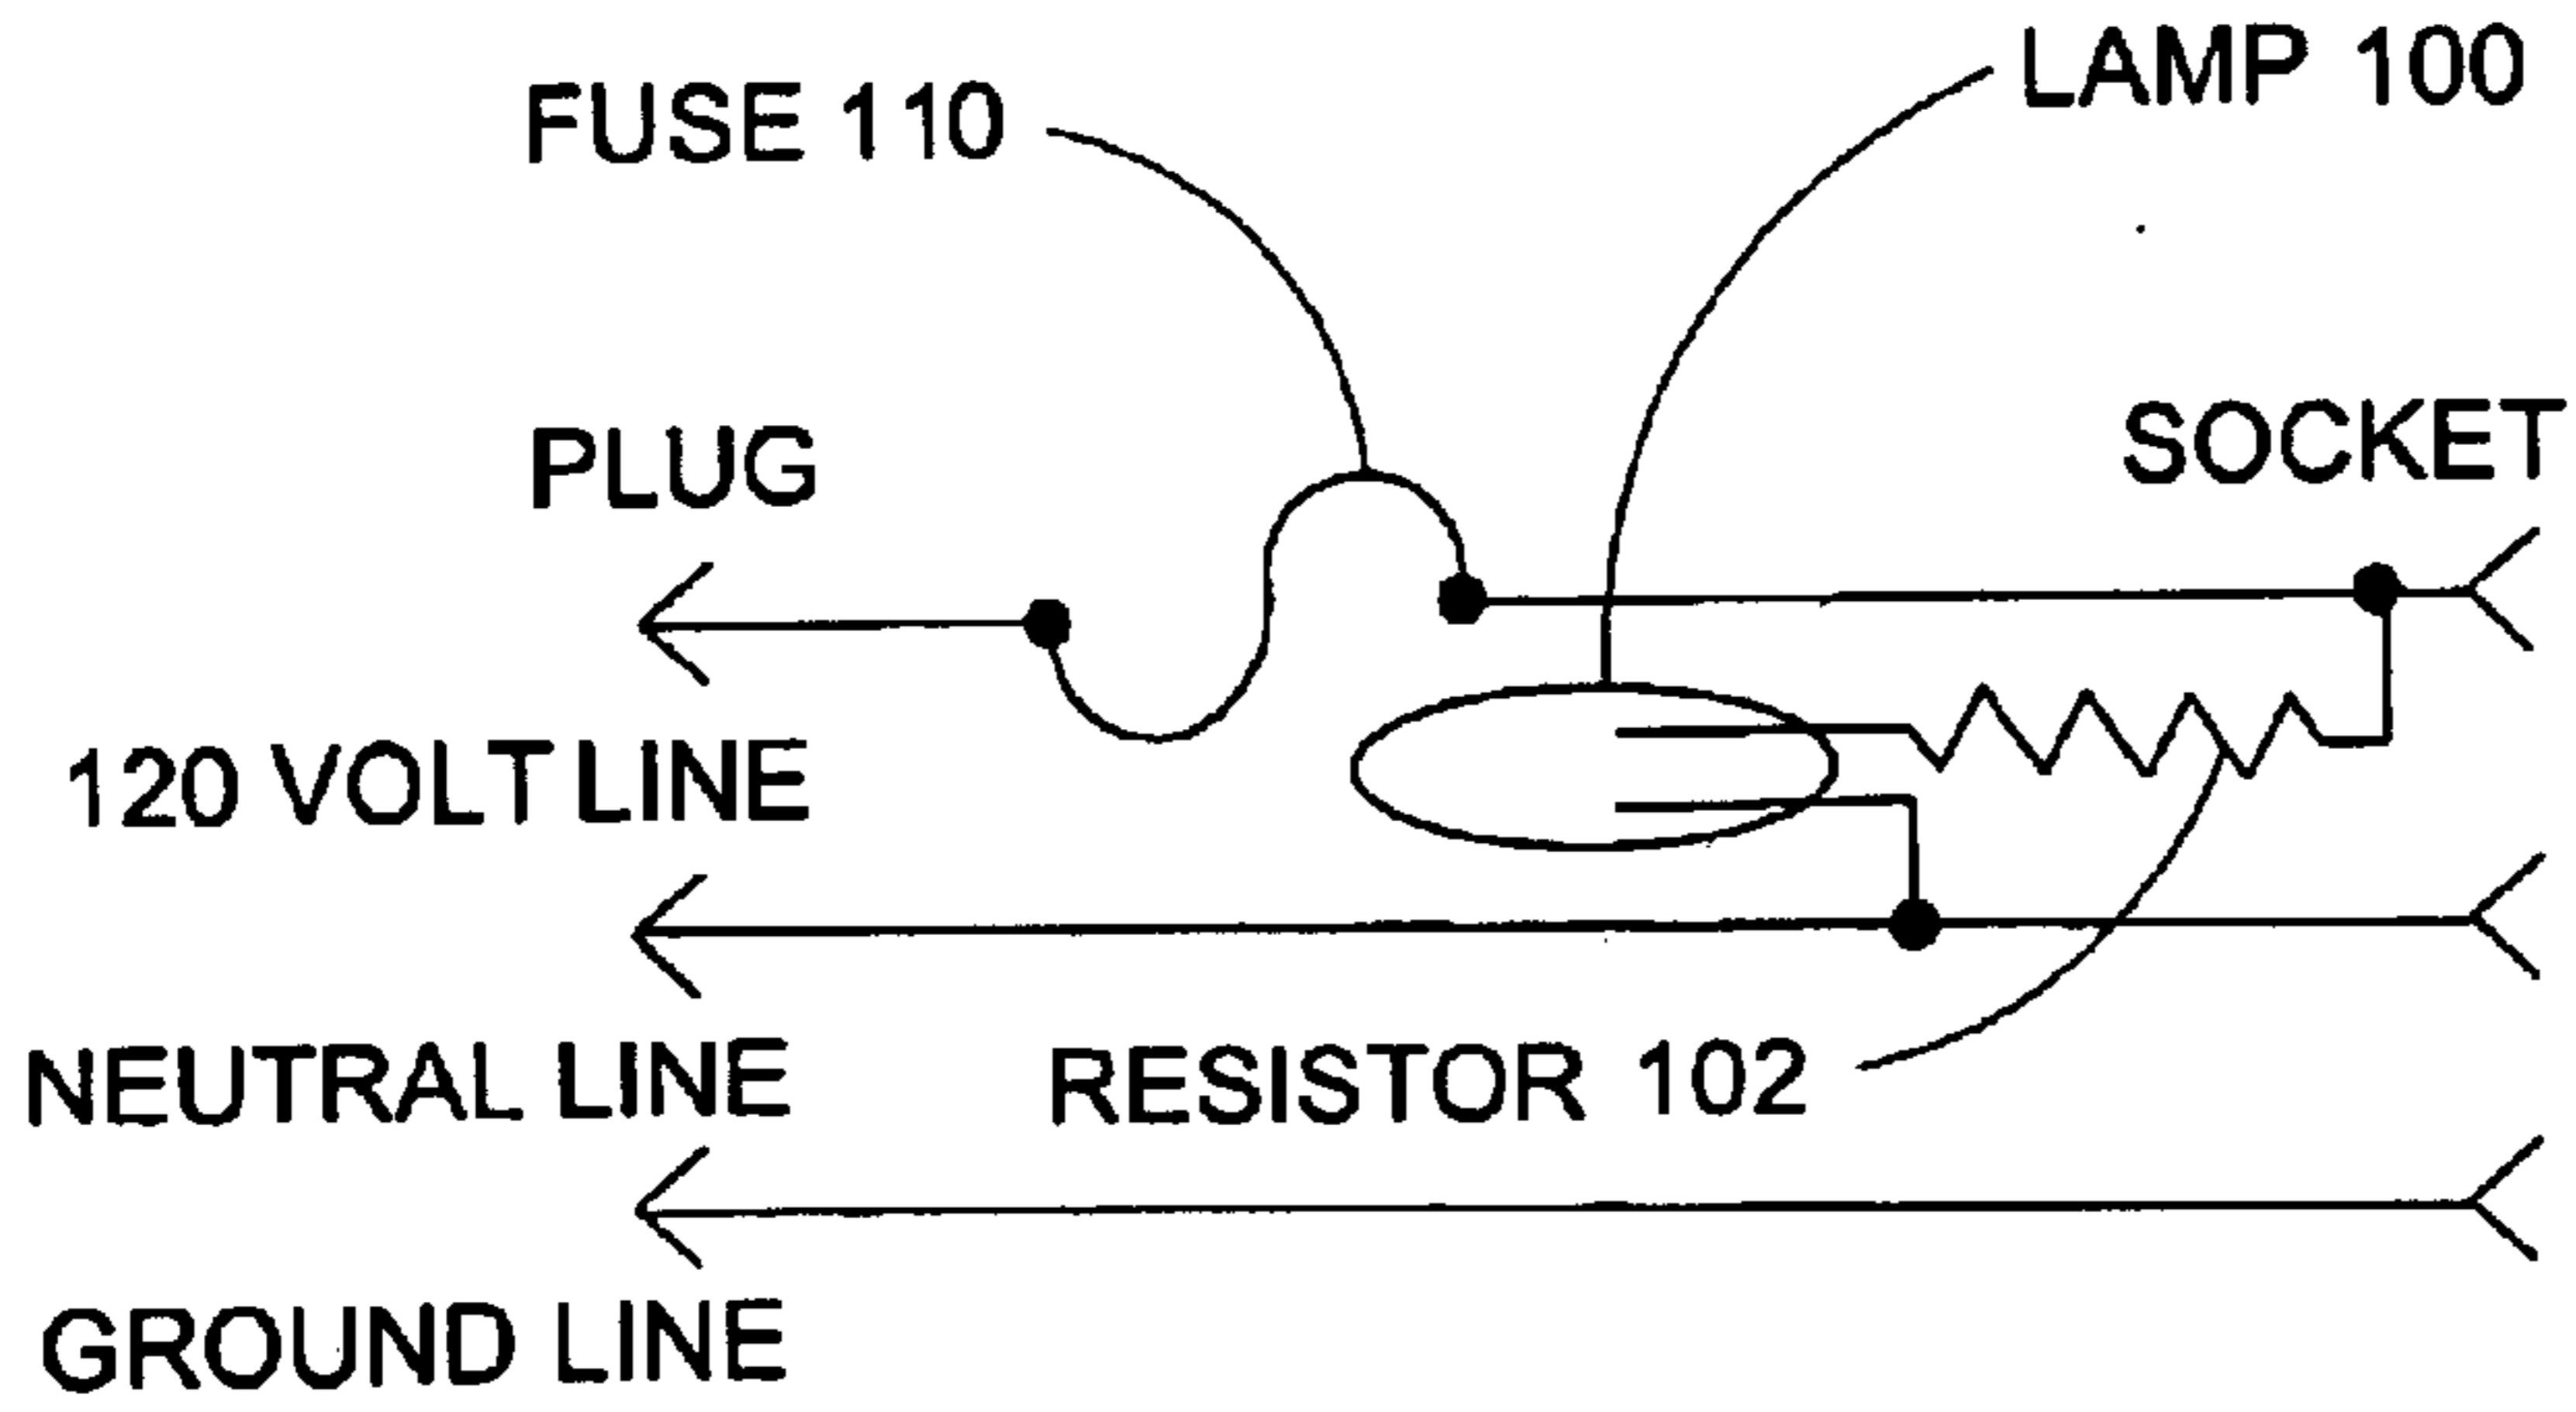 LAMP 100
FUSE 110
SOCKET
PLUG
120 VOLT LINE
NEUTRAL LINE
RESISTOR 102
GROUND LINE